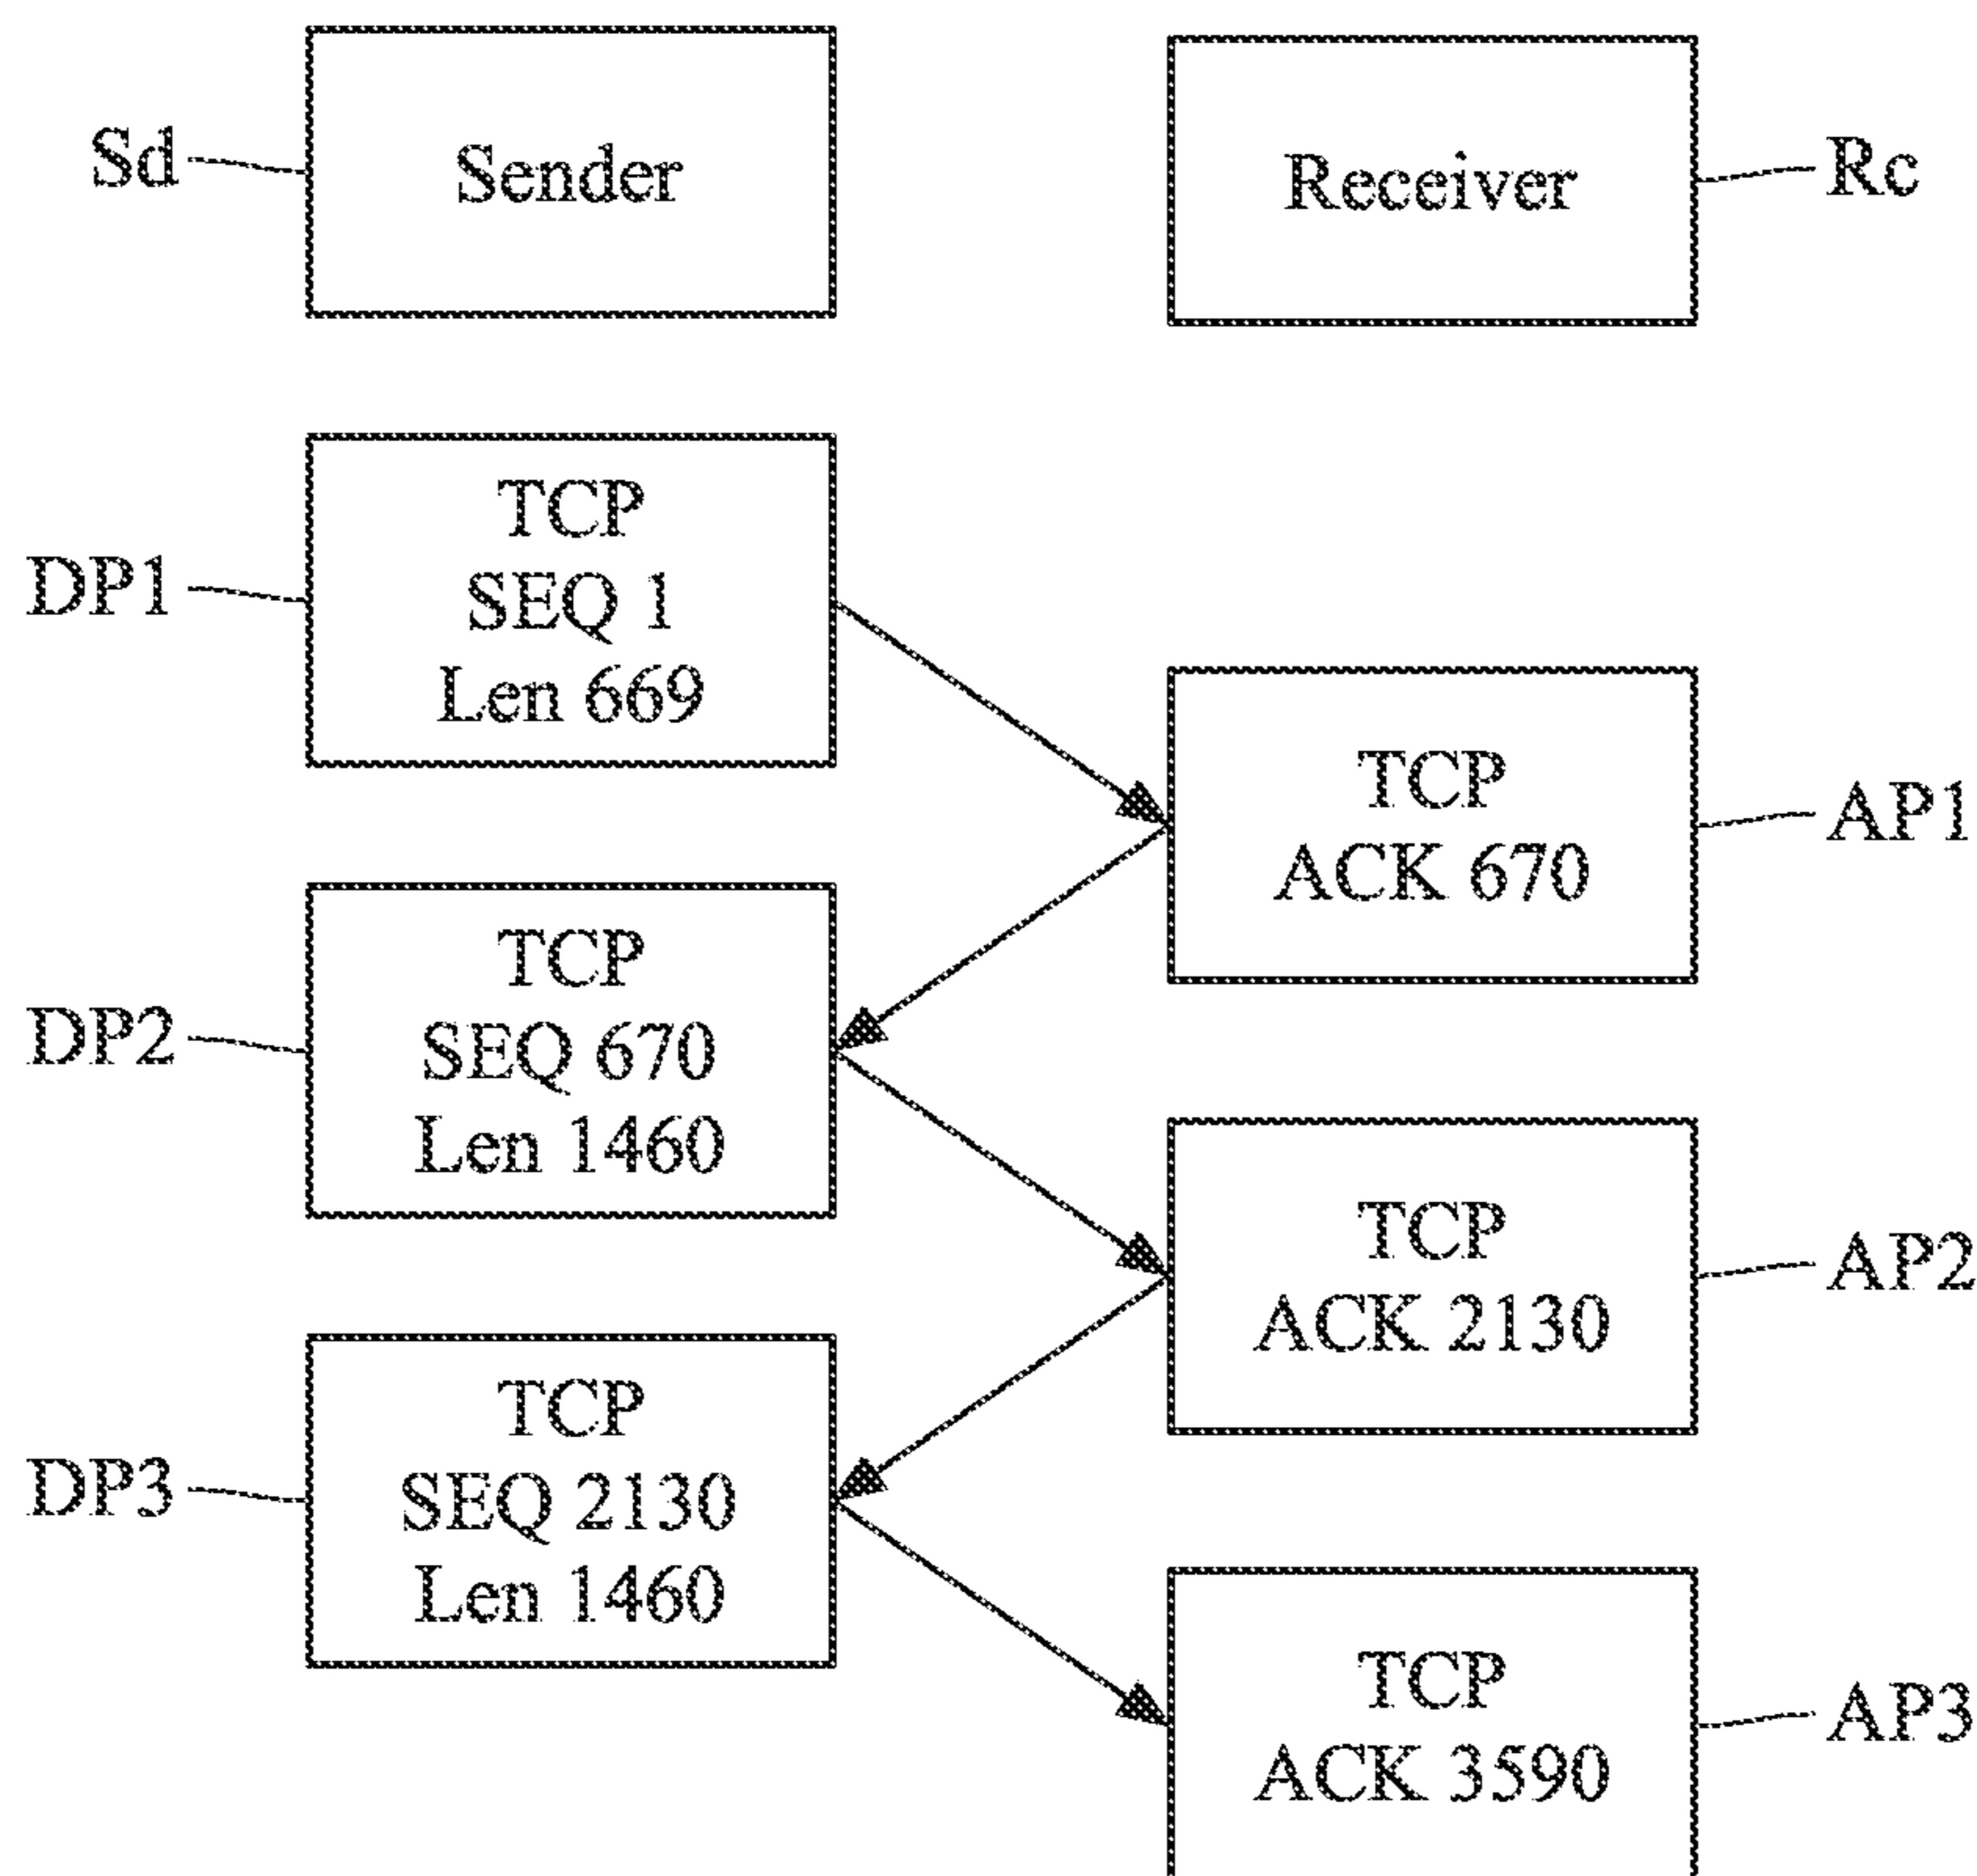 Sd
Sender
Receiver
Rc
DP1
TCP
SEQ 1
Len 669
TCP
ACK 670
AP1
DP2
TCP
SEQ 670
Len 1460
TCP
ACK 2130
AP2
DP3
TCP
SEQ 2130
Len 1460
TCP
ACK 3590
AP3